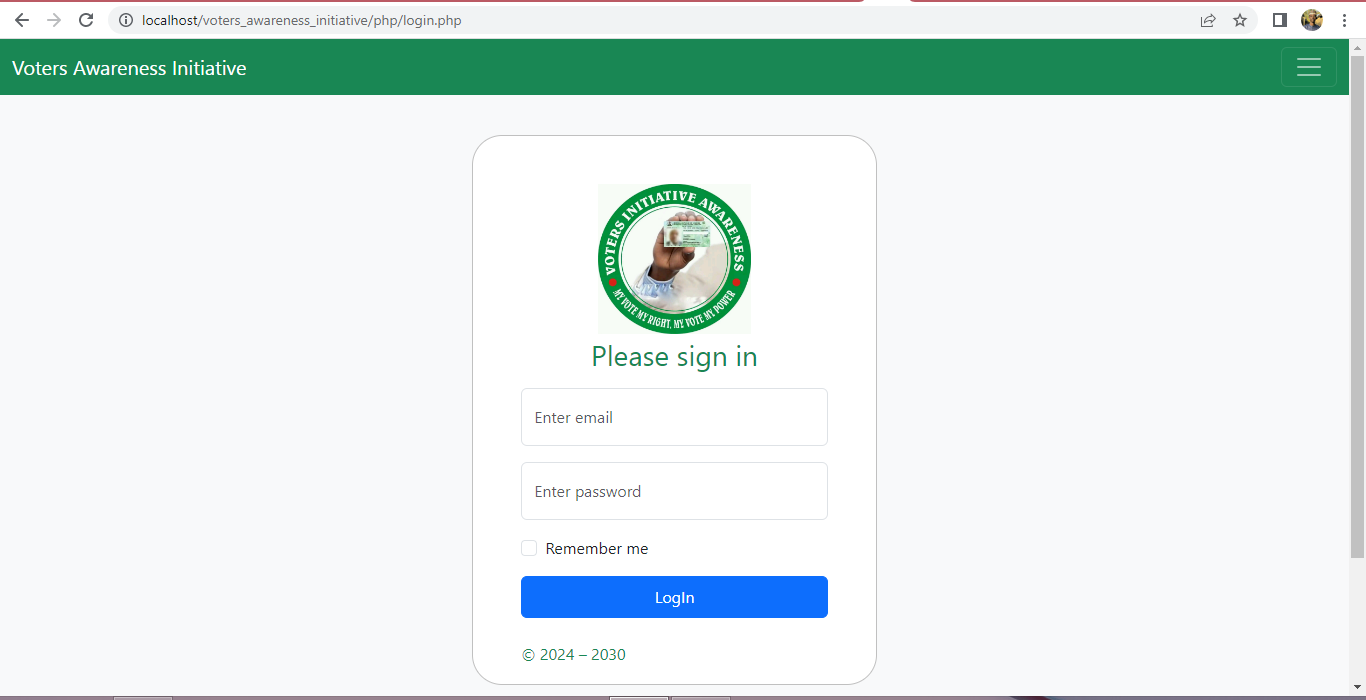 localhost/voters_awareness_initiative/php/login.php
Voters Awareness Initiative
VOTERS INITIATIVE AWARENESS
MY VOTE MY RIGHT, MY VOTE MY POWER
Please sign in
Enter email
Enter password
Remember me
LogIn
© 2024 – 2030